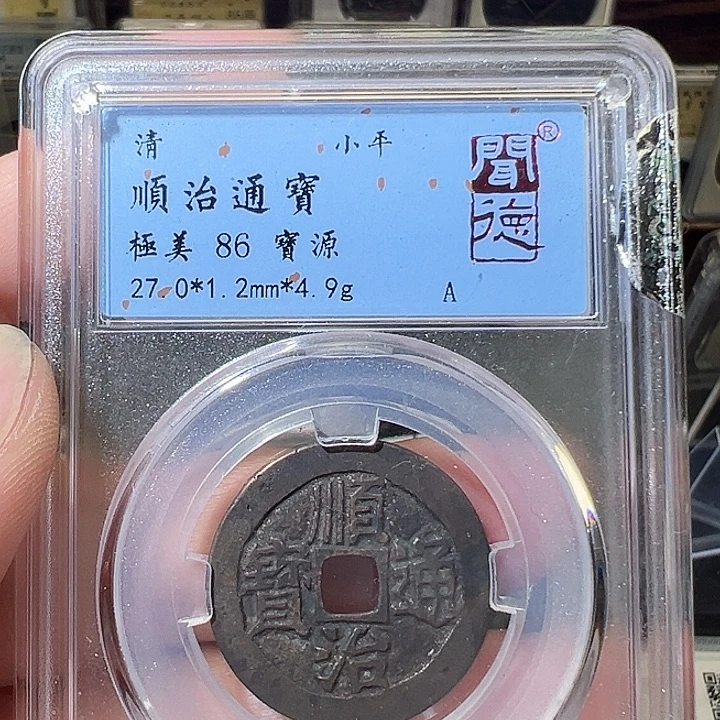 清 小平
順治通寶
極美 86 寶源
27.0*1.2mm*4.9g A
聞德
®
順治通寶